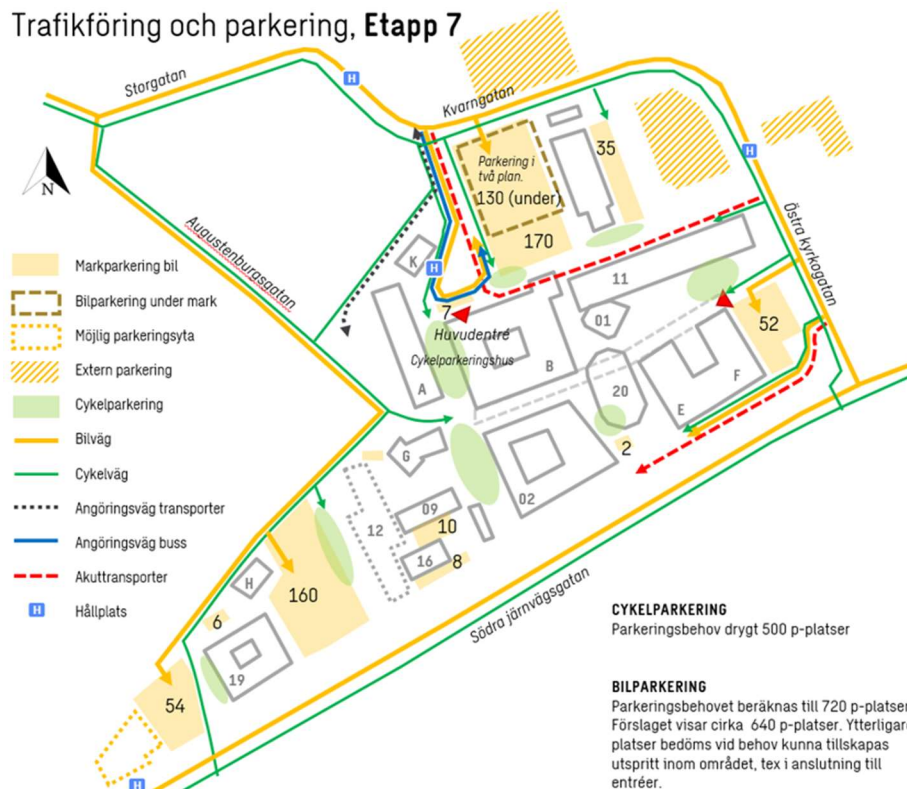 Trafikföring och parkering, Etapp 7
Storgatan
H
Kvarngatan
Parkering i
två plan.
130 (under)
35
H
N
170
Östra kyrkogatan
Augustenburgsgatan
K
H
11
Markparkering bil
Bilparkering under mark
Möjlig parkeringsyta
Extern parkering
Cykelparkering
Bilväg
Cykelväg
Angöringsväg transporter
Angöringsväg buss
Akuttransporter
H Hållplats
7
Huvudentré
Cykelparkeringshus
01
52
A
B
20
F
E
G
2
02
12
09
10
16
8
H
160
6
19
54
H
Södra järnvägsgatan
CYKELPARKERING
Parkeringsbehov drygt 500 p-platser
BILPARKERING
Parkeringsbehovet beräknas till 720 p-platser
Förslaget visar cirka 640 p-platser. Ytterligare
platser bedöms vid behov kunna tillskapas
utspritt inom området, tex i anslutning till
entréer.